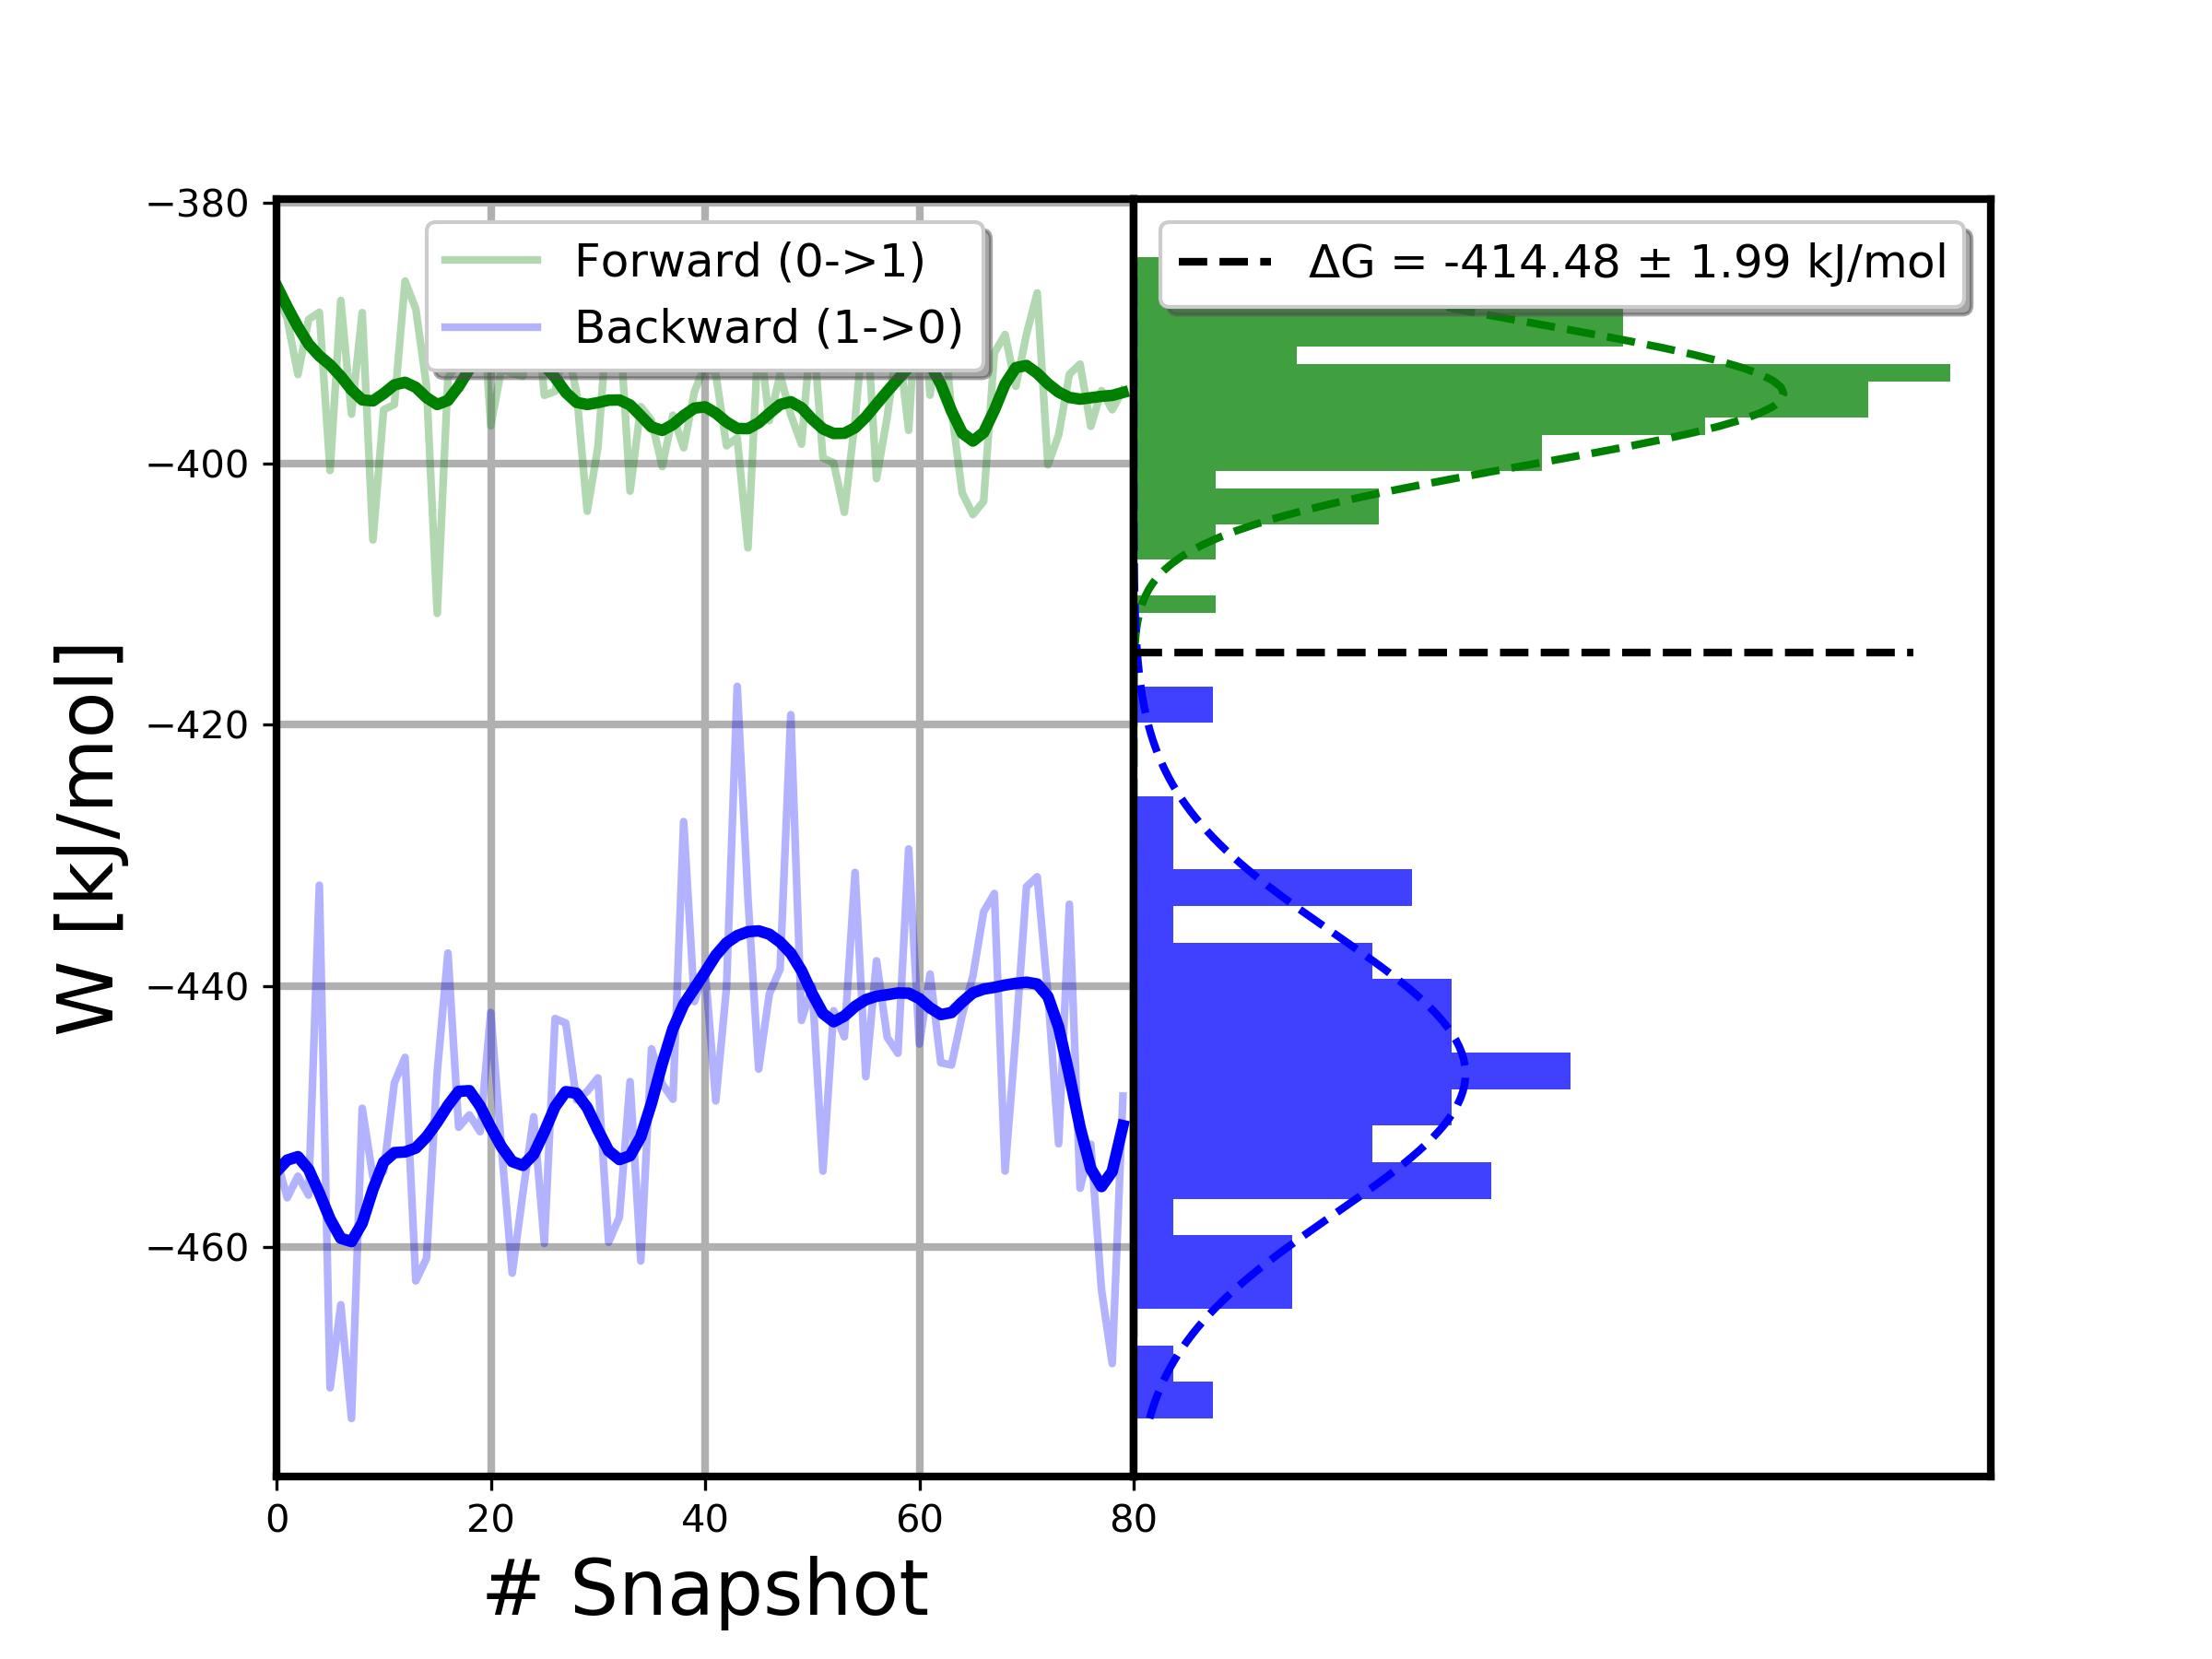 −380
−400
−420
−440
−460
W [kJ/mol]
Forward (0->1)
Backward (1->0)
ΔG = -414.48 ± 1.99 kJ/mol
0 20 40 60 80
# Snapshot